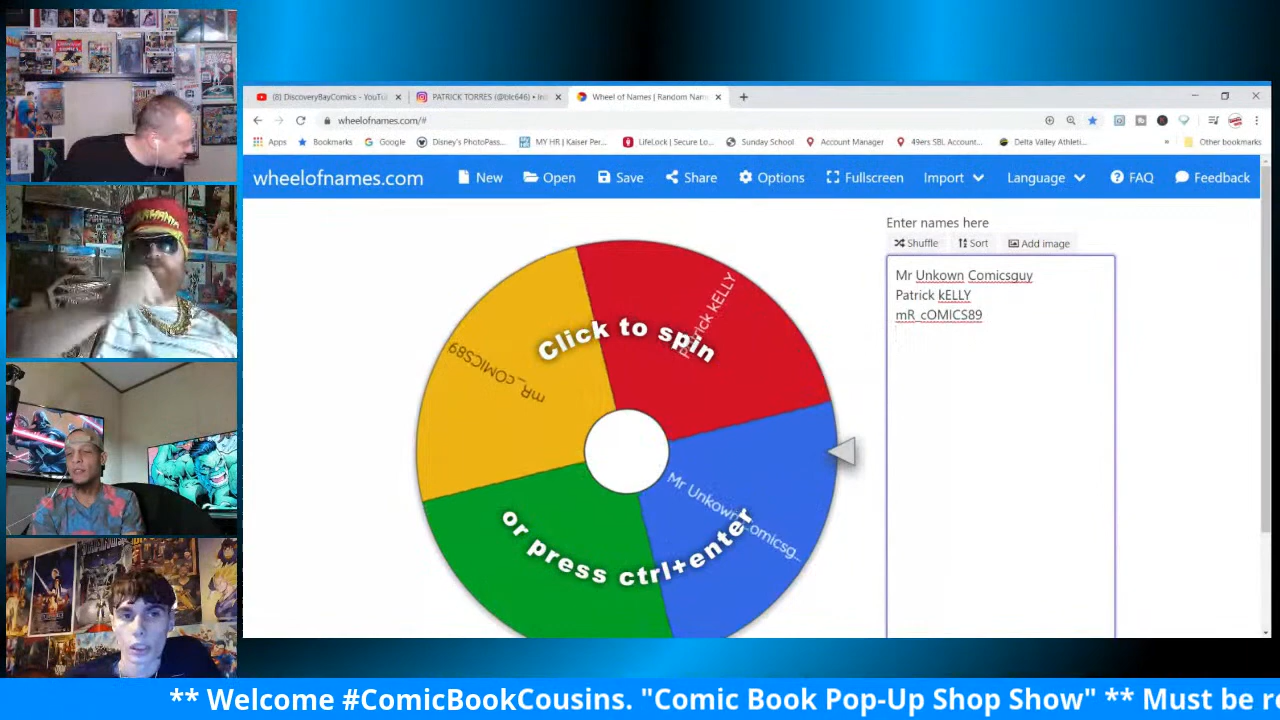 (8) DiscoveryBayComics - YouTu
PATRICK TORRES (@blc646) • In
Wheel of Names | Random Nam
wheelofnames.com/#
Apps
Bookmarks
Google
Disney's PhotoPass...
MY HR | Kaiser Per...
LifeLock | Secure Lo...
Sunday School
Account Manager
49ers SBL Account...
Delta Valley Athleti...
»
Other bookmarks
wheelofnames.com
New
Open
Save
Share
Options
Fullscreen
Import
Language
FAQ
Feedback
Enter names here
Shuffle
Sort
Add image
Mr Unkown Comicsguy
Patrick kELLY
mR_cOMICS89
Patrick kELLY
Click to spin
mR_cOMICS89
Mr Unkown Comicsg...
or press ctrl+enter
** Welcome #ComicBookCousins. "Comic Book Pop-Up Shop Show" ** Must be re